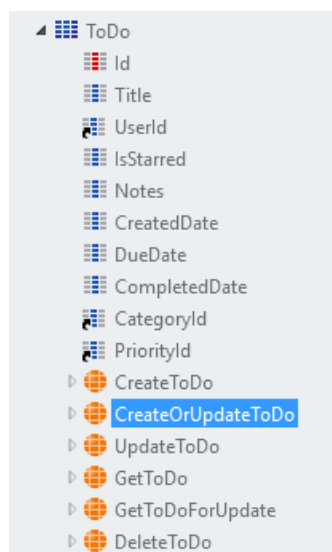 ToDo
Id
Title
UserId
IsStarred
Notes
CreatedDate
DueDate
CompletedDate
CategoryId
PriorityId
CreateToDo
CreateOrUpdateToDo
UpdateToDo
GetToDo
GetToDoForUpdate
DeleteToDo